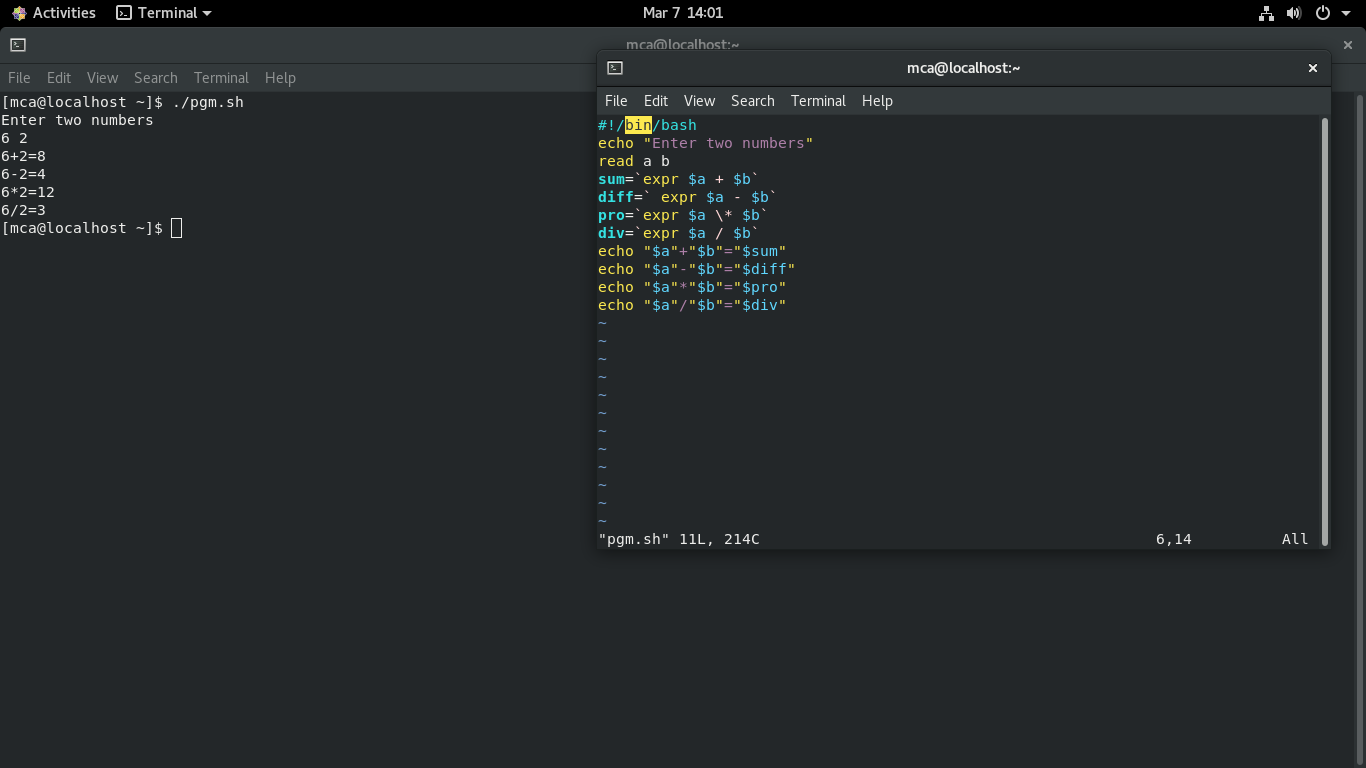 Activities Terminal Mar 7 14:01
mca@localhost:~
File Edit View Search Terminal Help
[mca@localhost ~]$ ./pgm.sh
Enter two numbers
6 2
6+2=8
6-2=4
6*2=12
6/2=3
[mca@localhost ~]$
mca@localhost:~
File Edit View Search Terminal Help
#!/bin/bash
echo "Enter two numbers"
read a b
sum=`expr $a + $b`
diff=` expr $a - $b`
pro=`expr $a \* $b`
div=`expr $a / $b`
echo "$a"+"$b"="$sum"
echo "$a"-"$b"="$diff"
echo "$a"*"$b"="$pro"
echo "$a"/"$b"="$div"
~
~
~
~
~
~
~
~
~
~
~
~
"pgm.sh" 11L, 214C 6,14 All